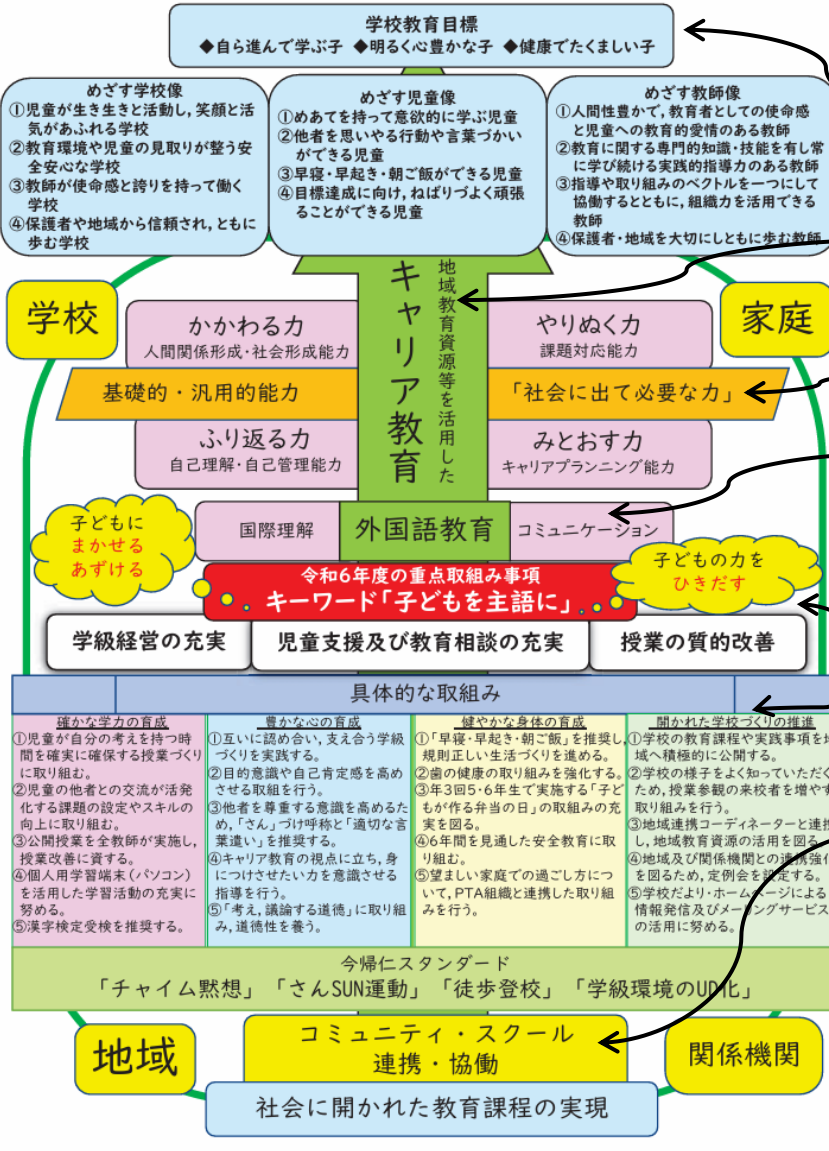 学校教育目標
◆自ら進んで学ぶ子 ◆明るく心豊かな子 ◆健康でたくましい子
めざす学校像
①児童が生き生きと活動し,笑顔と活
気があふれる学校
②教育環境や児童の見取りが整う安
全安心な学校
③教師が使命感と誇りを持って働く
学校
④保護者や地域から信頼され,ともに
歩む学校
めざす児童像
①めあてを持って意欲的に学ぶ児童
②他者を思いやる行動や言葉づかい
ができる児童
③早寝・早起き・朝ご飯ができる児童
④目標達成に向け,ねばりづよく頑張
ることができる児童
めざす教師像
①人間性豊かで,教育者としての使命感
と児童への教育的愛情のある教師
②教育に関する専門的知識・技能を有し常
に学び続ける実践的指導力のある教師
③指導や取り組みのベクトルを一つにして
協働するとともに,組織力を活用できる
教師
④保護者・地域を大切にしともに歩む教師
学校
家庭
地域教育資源等を活用した
キャリア教育
かかわる力
人間関係形成・社会形成能力
やりぬく力
課題対応能力
基礎的・汎用的能力
「社会に出て必要な力」
ふり返る力
自己理解・自己管理能力
みとおす力
キャリアプランニング能力
国際理解
外国語教育
コミュニケーション
子どもに
まかせる
あずける
子どもの力を
ひきだす
令和6年度の重点取組み事項
キーワード「子どもを主語に」
学級経営の充実
児童支援及び教育相談の充実
授業の質的改善
具体的な取組み
確かな学力の育成
①児童が自分の考えを持つ時
間を確実に確保する授業づくり
に取り組む。
②児童の他者との交流が活発
化する課題の設定やスキルの
向上に取り組む。
③公開授業を全教師が実施し,
授業改善に資する。
④個人用学習端末(パソコン)
を活用した学習活動の充実に
努める。
⑤漢字検定受検を推奨する。
豊かな心の育成
①互いに認め合い,支え合う学級
づくりを実践する。
②目的意識や自己肯定感を高め
させる取組を行う。
③他者を尊重する意識を高めるた
め,「さん」づけ呼称と「適切な言
葉遣い」を推奨する。
④キャリア教育の視点に立ち,身
につけさせたい力を意識させる
指導を行う。
⑤「考え,議論する道徳」に取り組
み,道徳性を養う。
健やかな身体の育成
①「早寝・早起き・朝ご飯」を推奨し,
規則正しい生活づくりを進める。
②歯の健康の取り組みを強化する。
③年3回5・6年生で実施する「子ど
もが作る弁当の日」の取組みの充
実を図る。
④6年間を見通した安全教育に取
り組む。
⑤望ましい家庭での過ごし方につ
いて,PTA組織と連携した取り組
みを行う。
開かれた学校づくりの推進
①学校の教育課程や実践事項を地
域へ積極的に公開する。
②学校の様子をよく知っていただく
ため,授業参観の来校者を増やす
取り組みを行う。
③地域連携コーディネーターと連携
し,地域教育資源の活用を図る。
④地域及び関係機関との連携強化
を図るため,定例会を設定する。
⑤学校だより・ホームページによる
情報発信及びメーリングサービス
の活用に努める。
今帰仁スタンダード
「チャイム黙想」「さんSUN運動」「徒歩登校」「学級環境のUD化」
地域
コミュニティ・スクール
連携・協働
関係機関
社会に開かれた教育課程の実現